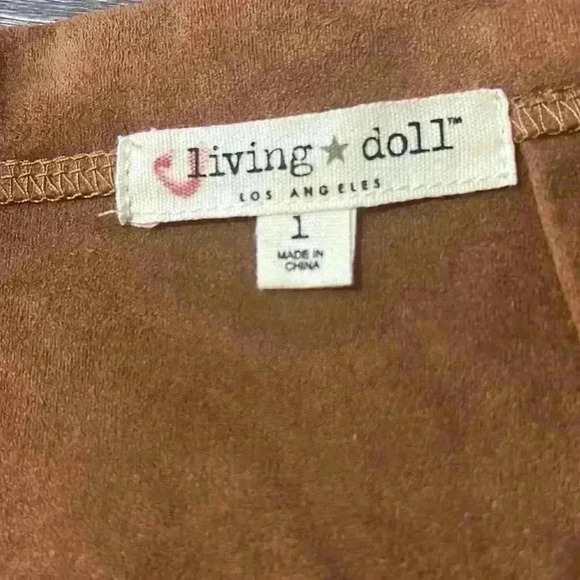 living★doll™
LOS ANGELES
1
MADE IN
CHINA